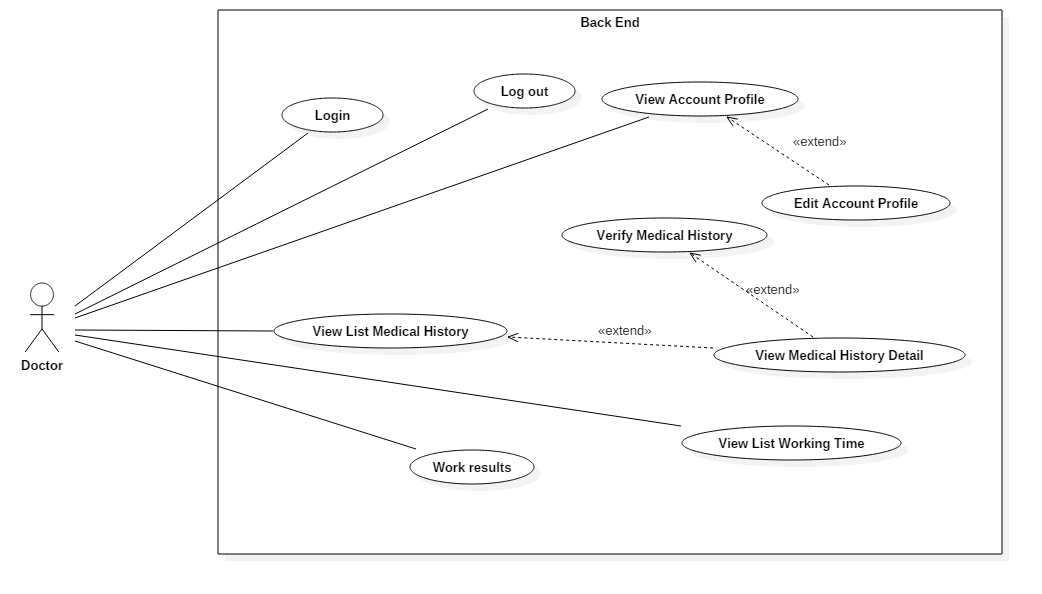 Back End
Login
Log out
View Account Profile
«extend»
Edit Account Profile
Verify Medical History
«extend»
View List Medical History
«extend»
View Medical History Detail
Doctor
View List Working Time
Work results